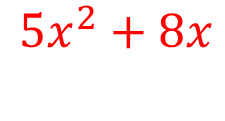 5x² + 8x